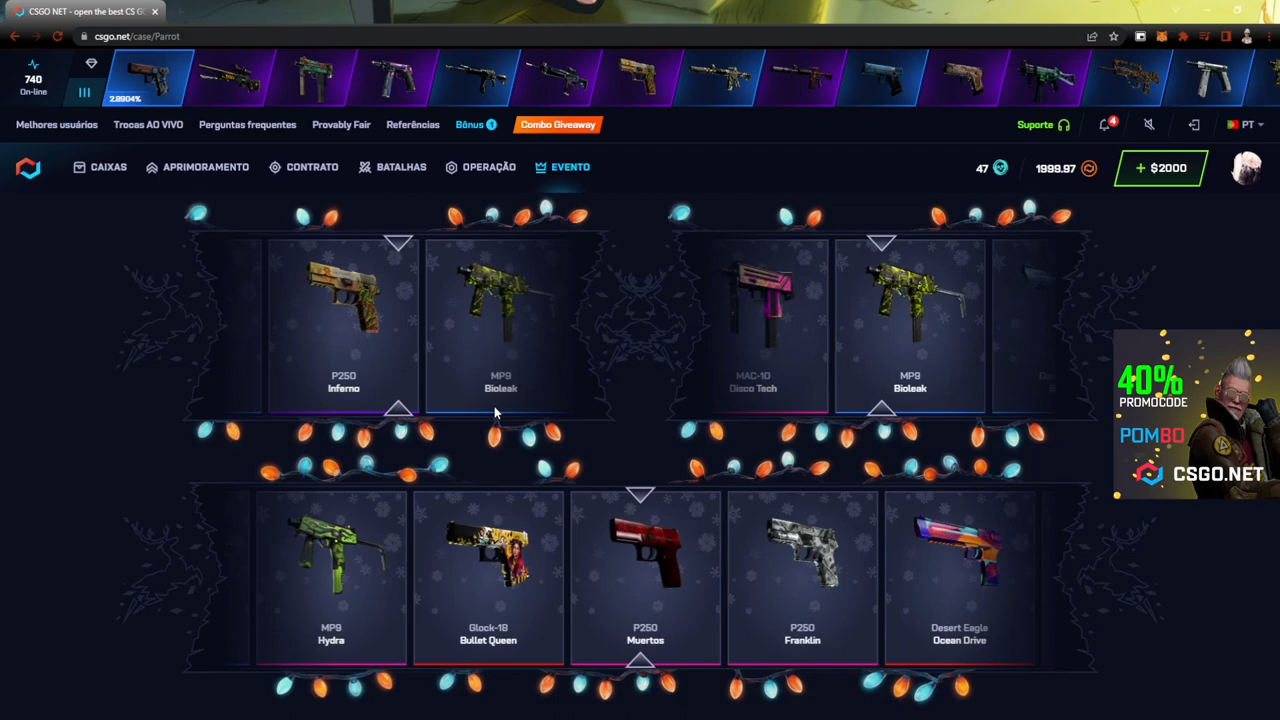 CSGO NET - open the best CS G
csgo.net/case/Parrot
740
On-line
2.8904%
Melhores usuários
Trocas AO VIVO
Perguntas frequentes
Provably Fair
Referências
Bônus 1
Combo Giveaway
Suporte
4
PT
CAIXAS
APRIMORAMENTO
CONTRATO
BATALHAS
OPERAÇÃO
EVENTO
47
1999.97
+ $2000
P250
Inferno
MP9
Bioleak
MAC-10
Disco Tech
MP9
Bioleak
40%
PROMOCODE
POMBO
CSGO.NET
MP9
Hydra
Glock-18
Bullet Queen
P250
Muertos
P250
Franklin
Desert Eagle
Ocean Drive